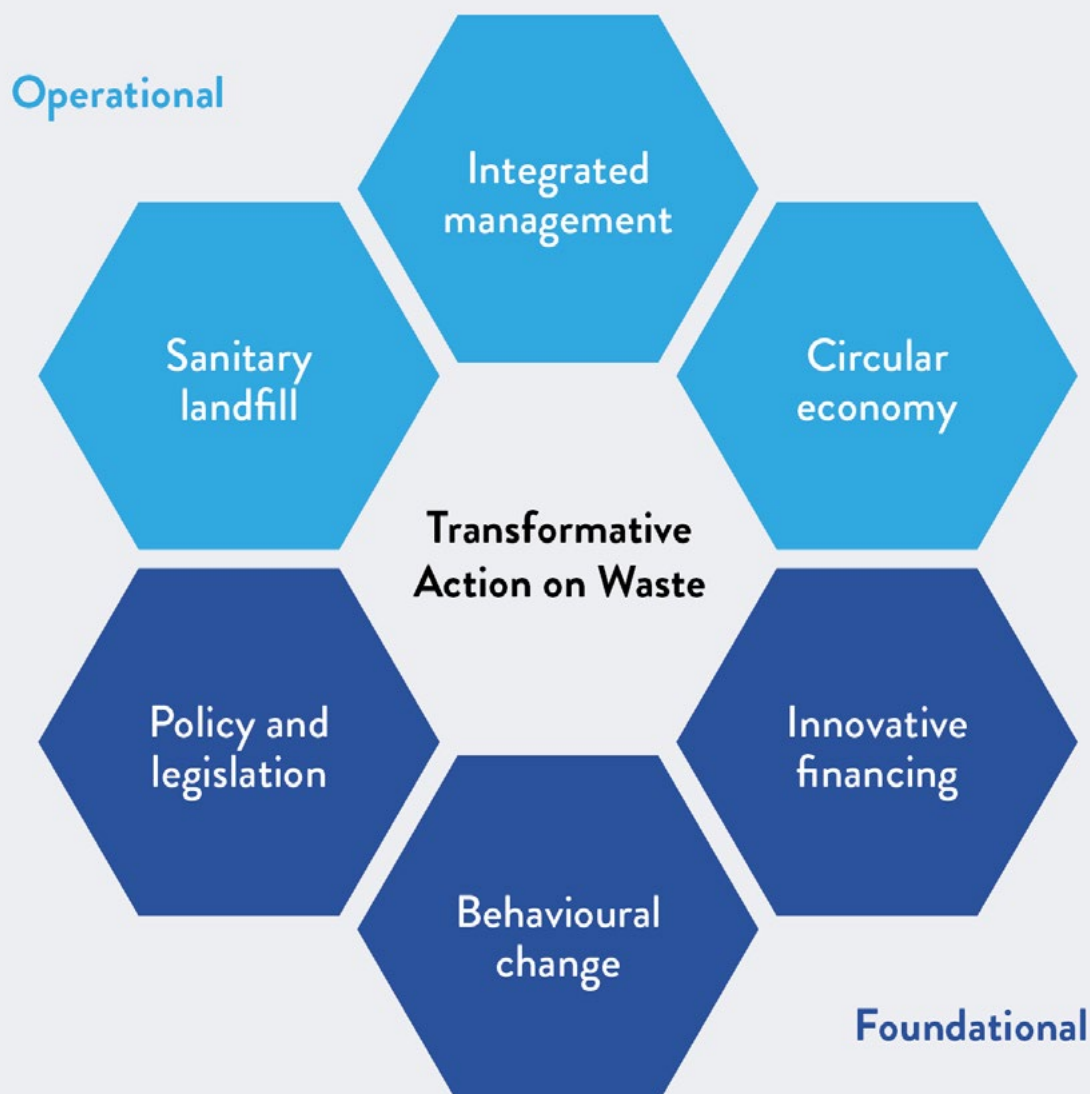 Operational
Integrated
management
Sanitary
landfill
Circular
economy
Transformative
Action on Waste
Policy and
legislation
Innovative
financing
Behavioural
change
Foundational